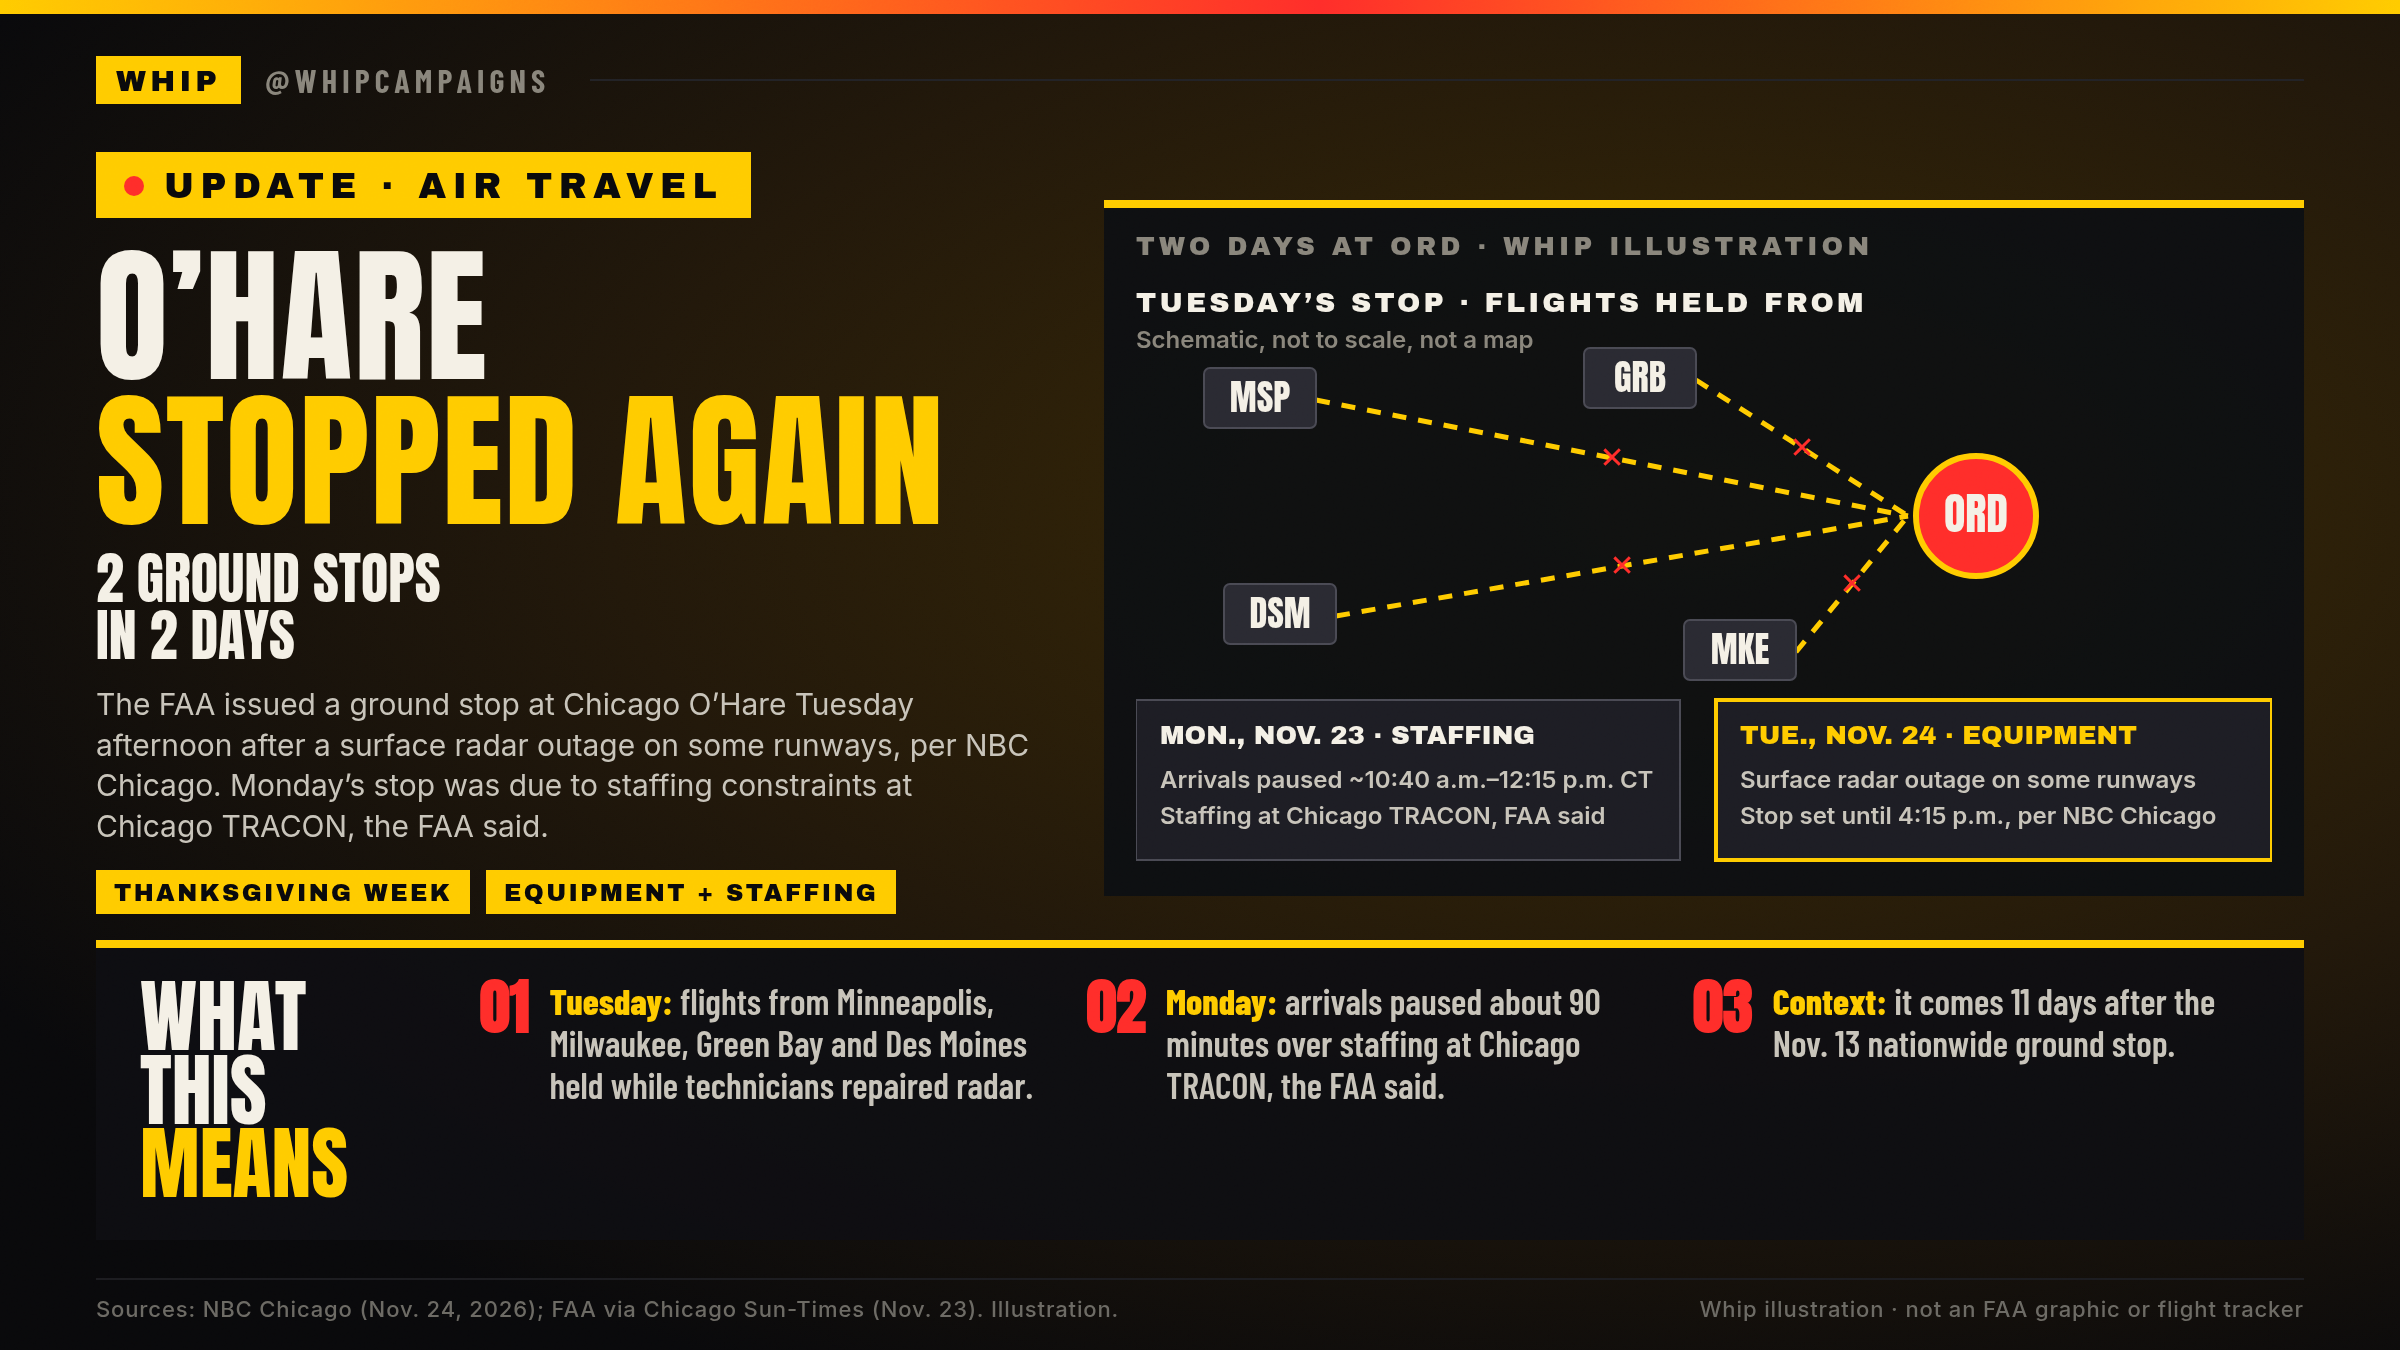 WHIP @WHIPCAMPAIGNS
UPDATE · AIR TRAVEL
O’HARE
STOPPED AGAIN
2 GROUND STOPS
IN 2 DAYS
The FAA issued a ground stop at Chicago O’Hare Tuesday
afternoon after a surface radar outage on some runways, per NBC
Chicago. Monday’s stop was due to staffing constraints at
Chicago TRACON, the FAA said.
THANKSGIVING WEEK
EQUIPMENT + STAFFING
TWO DAYS AT ORD · WHIP ILLUSTRATION
TUESDAY’S STOP · FLIGHTS HELD FROM
Schematic, not to scale, not a map
MSP
GRB
ORD
DSM
MKE
MON., NOV. 23 · STAFFING
Arrivals paused ~10:40 a.m.–12:15 p.m. CT
Staffing at Chicago TRACON, FAA said
TUE., NOV. 24 · EQUIPMENT
Surface radar outage on some runways
Stop set until 4:15 p.m., per NBC Chicago
WHAT
THIS
MEANS
01
Tuesday: flights from Minneapolis,
Milwaukee, Green Bay and Des Moines
held while technicians repaired radar.
02
Monday: arrivals paused about 90
minutes over staffing at Chicago
TRACON, the FAA said.
03
Context: it comes 11 days after the
Nov. 13 nationwide ground stop.
Sources: NBC Chicago (Nov. 24, 2026); FAA via Chicago Sun-Times (Nov. 23). Illustration.
Whip illustration · not an FAA graphic or flight tracker